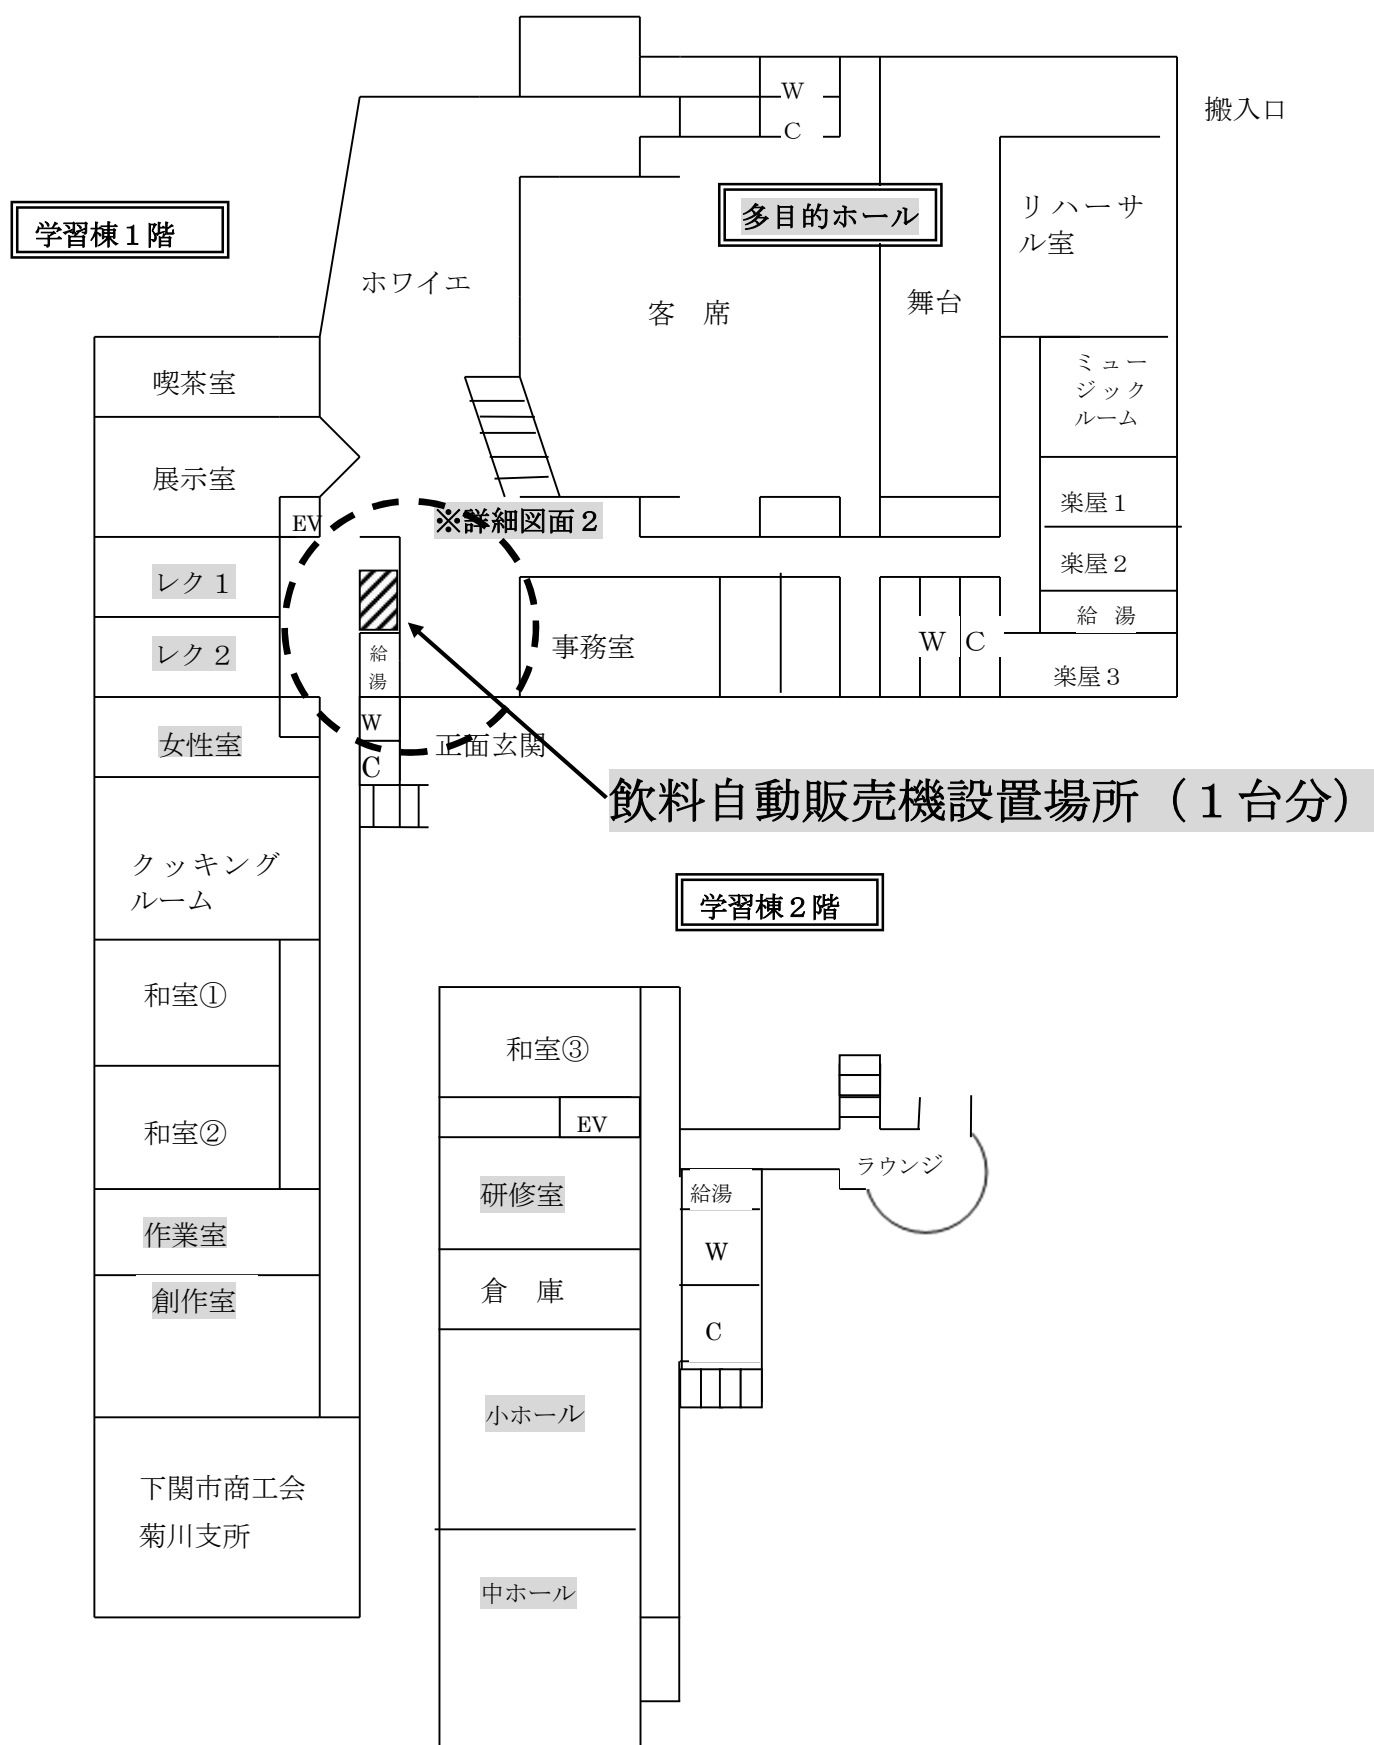 W
C
搬入口
学習棟１階
多目的ホール
リハーサ
ル室
ホワイエ
客　席
舞台
喫茶室
ミュー
ジック
ルーム
展示室
EV
※詳細図面２
楽屋１
楽屋２
レク１
給　湯
事務室
W C
レク２
給
湯
楽屋３
W
C
女性室
正面玄関
飲料自動販売機設置場所（１台分）
クッキング
ルーム
学習棟２階
和室①
和室③
和室②
EV
ラウンジ
研修室
給湯
作業室
W
倉　庫
創作室
C
小ホール
下関市商工会
菊川支所
中ホール